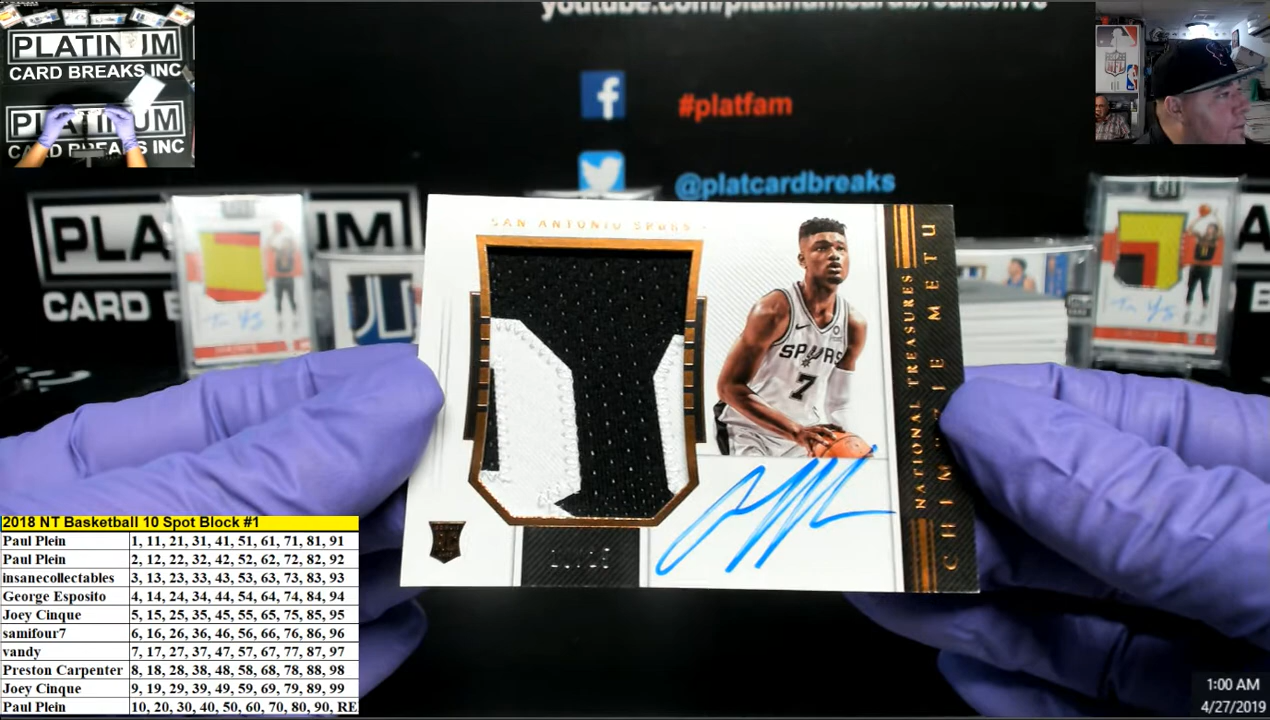 youtube.com/platinumcardbreaks/live
PLATINUM
CARD BREAKS INC
PLATINUM
CARD BREAKS INC
#platfam
@platcardbreaks
PLA
CARD
SAN ANTONIO SPURS
SPURS
7
NATIONAL TREASURES
NFL
2018 NT Basketball 10 Spot Block #1
Paul Plein 1, 11, 21, 31, 41, 51, 61, 71, 81, 91
Paul Plein 2, 12, 22, 32, 42, 52, 62, 72, 82, 92
insanecollectables 3, 13, 23, 33, 43, 53, 63, 73, 83, 93
George Esposito 4, 14, 24, 34, 44, 54, 64, 74, 84, 94
Joey Cinque 5, 15, 25, 35, 45, 55, 65, 75, 85, 95
samifour7 6, 16, 26, 36, 46, 56, 66, 76, 86, 96
vandy 7, 17, 27, 37, 47, 57, 67, 77, 87, 97
Preston Carpenter 8, 18, 28, 38, 48, 58, 68, 78, 88, 98
Joey Cinque 9, 19, 29, 39, 49, 59, 69, 79, 89, 99
Paul Plein 10, 20, 30, 40, 50, 60, 70, 80, 90, RE
1:00 AM
4/27/2019